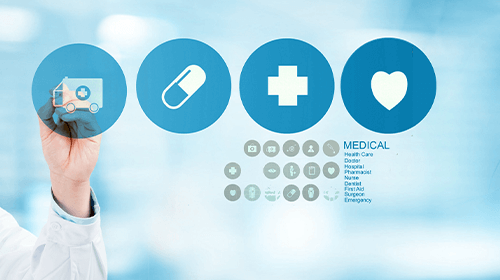 MEDICAL
Health Care
Doctor
Hospital
Pharmacist
Nurse
Dentist
First Aid
Surgeon
Emergency